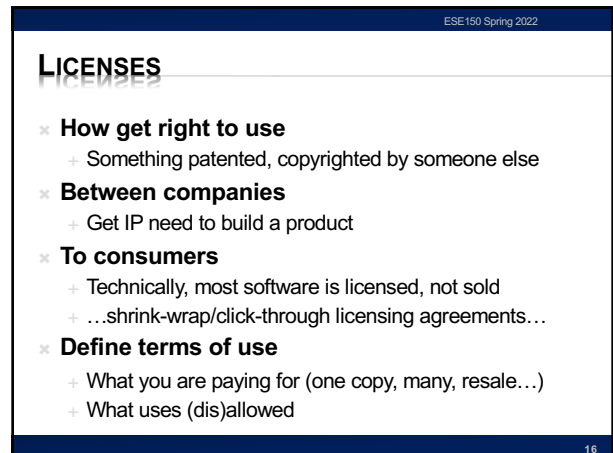 ESE150 Spring 2022
LICENSES
× How get right to use
+ Something patented, copyrighted by someone else
× Between companies
+ Get IP need to build a product
× To consumers
+ Technically, most software is licensed, not sold
+ …shrink-wrap/click-through licensing agreements…
× Define terms of use
+ What you are paying for (one copy, many, resale…)
+ What uses (dis)allowed
16